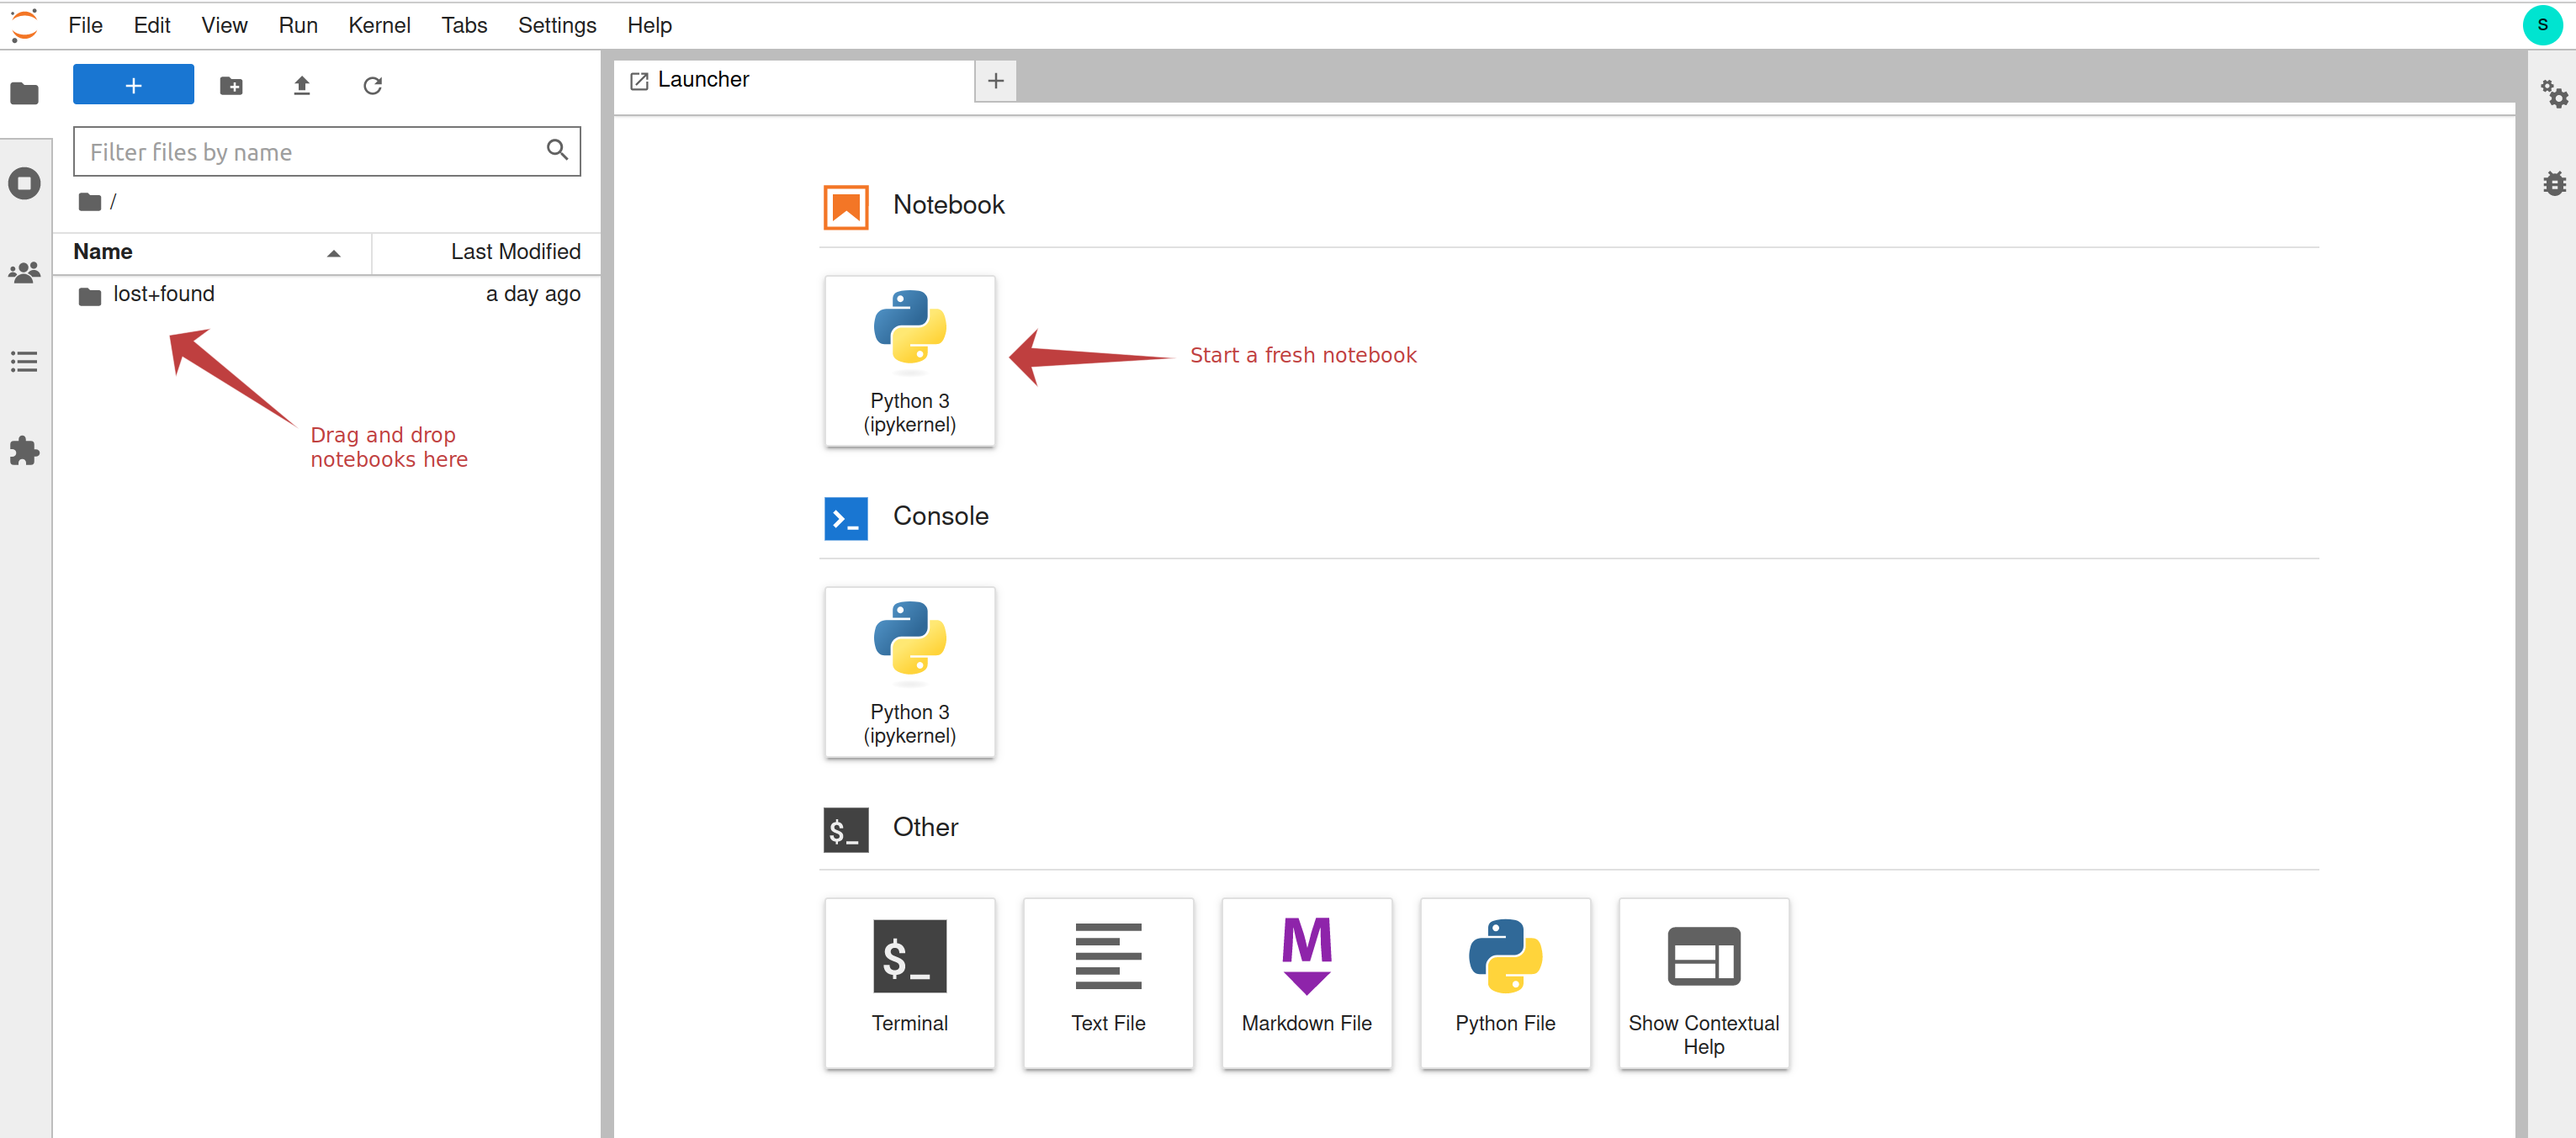 File Edit View Run Kernel Tabs Settings Help
S
+
Launcher
+
Filter files by name
/
Name Last Modified
lost+found a day ago
Drag and drop
notebooks here
Notebook
Python 3
(ipykernel)
Start a fresh notebook
>_ Console
Python 3
(ipykernel)
$_ Other
$_
Terminal
Text File
M
Markdown File
Python File
Show Contextual
Help